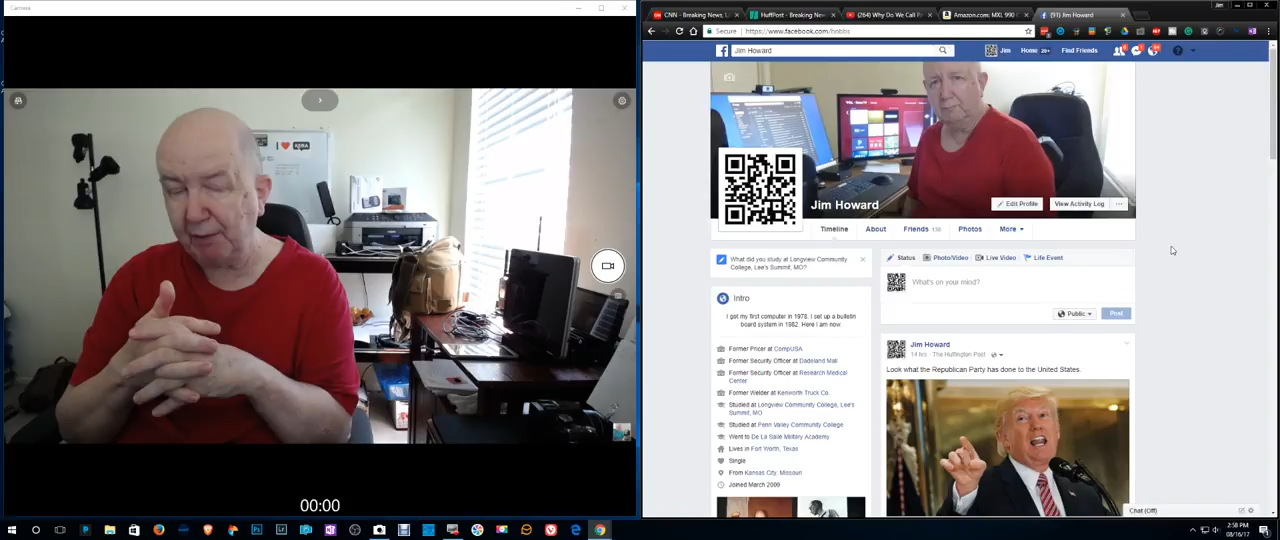 Camera
I ♥
00:00
CNN - Breaking News, L
HuffPost - Breaking New
(264) Why Do We Call P
Amazon.com: MXL 990 C
(91) Jim Howard
Jim
Secure https://www.facebook.com/hnbbs
Jim Howard
Jim Home 20+ Find Friends
Jim Howard
Edit Profile View Activity Log ...
Timeline About Friends 138 Photos More
What did you study at Longview Community
College, Lee's Summit, MO?
Intro
I got my first computer in 1978. I set up a bulletin
board system in 1982. Here I am now.
Former Pricer at CompUSA
Former Security Officer at Dadeland Mall
Former Security Officer at Research Medical
Center
Former Welder at Kenworth Truck Co.
Studied at Longview Community College, Lee's
Summit, MO
Studied at Penn Valley Community College
Went to De La Salle Military Academy
Lives in Fort Worth, Texas
Single
From Kansas City, Missouri
Joined March 2009
Status Photo/Video Live Video Life Event
What's on your mind?
Public Post
Jim Howard
14 hrs · The Huffington Post ·
Look what the Republican Party has done to the United States.
Chat (Off)
2:58 PM
08/16/17